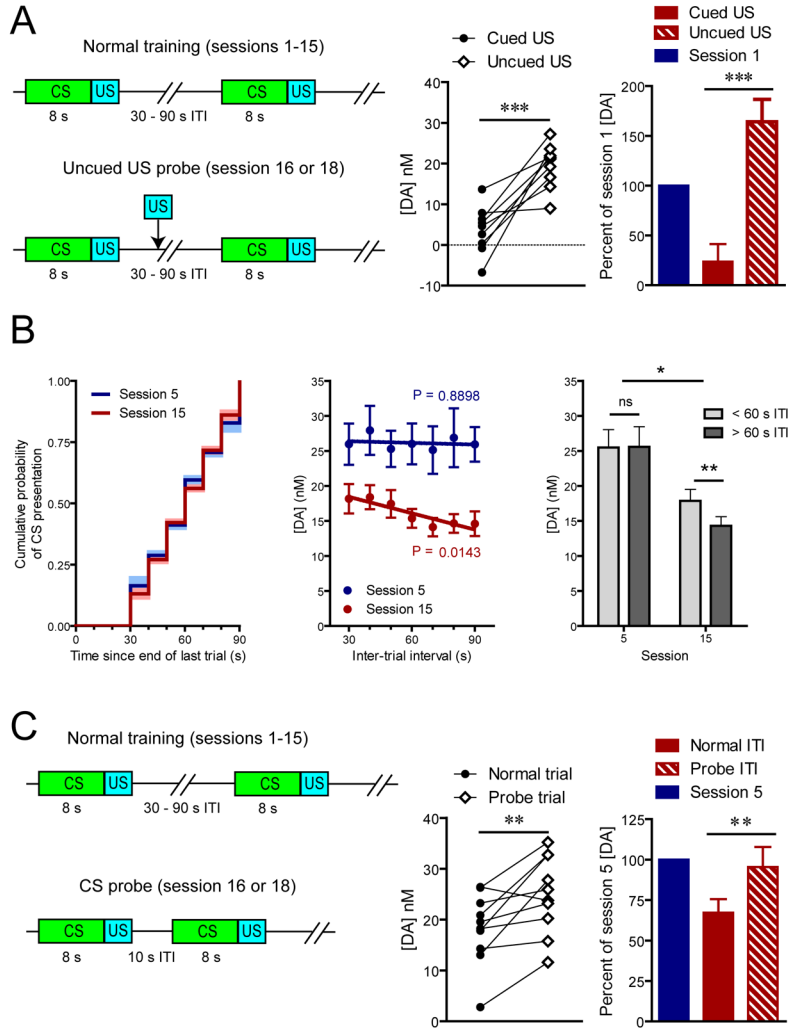 A
Normal training (sessions 1-15)
CS US CS US
8 s 30 - 90 s ITI 8 s
Uncued US probe (session 16 or 18)
US
CS US CS US
8 s 30 - 90 s ITI 8 s
Cued US
Uncued US
***
[DA] nM
40
30
20
10
0
-10
Cued US
Uncued US
Session 1
***
Percent of session 1 [DA]
200
150
100
50
0
B
Cumulative probability
of CS presentation
1.00
0.75
0.50
0.25
0.00
Session 5
Session 15
0 30 60 90
Time since end of last trial (s)
[DA] (nM)
35
30
25
20
15
10
5
0
P = 0.8898
P = 0.0143
Session 5
Session 15
30 60 90
Inter-trial interval (s)
[DA] (nM)
35
30
25
20
15
10
5
0
*
ns
**
< 60 s ITI
> 60 s ITI
5 15
Session
C
Normal training (sessions 1-15)
CS US CS US
8 s 30 - 90 s ITI 8 s
CS probe (session 16 or 18)
CS US CS US
8 s 10 s ITI 8 s
Normal trial
Probe trial
**
[DA] nM
40
30
20
10
0
Normal ITI
Probe ITI
Session 5
**
Percent of session 5 [DA]
125
100
75
50
25
0